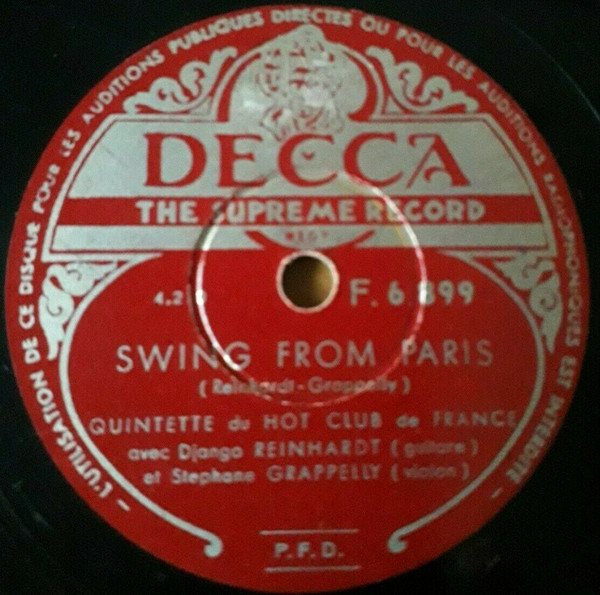 L'UTILISATION DE CE DISQUE POUR LES AUDITIONS PUBLIQUES DIRECTES OU POUR LES AUDITIONS RADIOPHONIQUES EST INTERDITE
DECCA
THE SUPREME RECORD
F. 6.899
SWING FROM PARIS
(Reinhardt-Grappelly)
QUINTETTE du HOT CLUB de FRANCE
avec Django REINHARDT (guitare)
et Stephane GRAPPELLY (violon)
P.F.D.